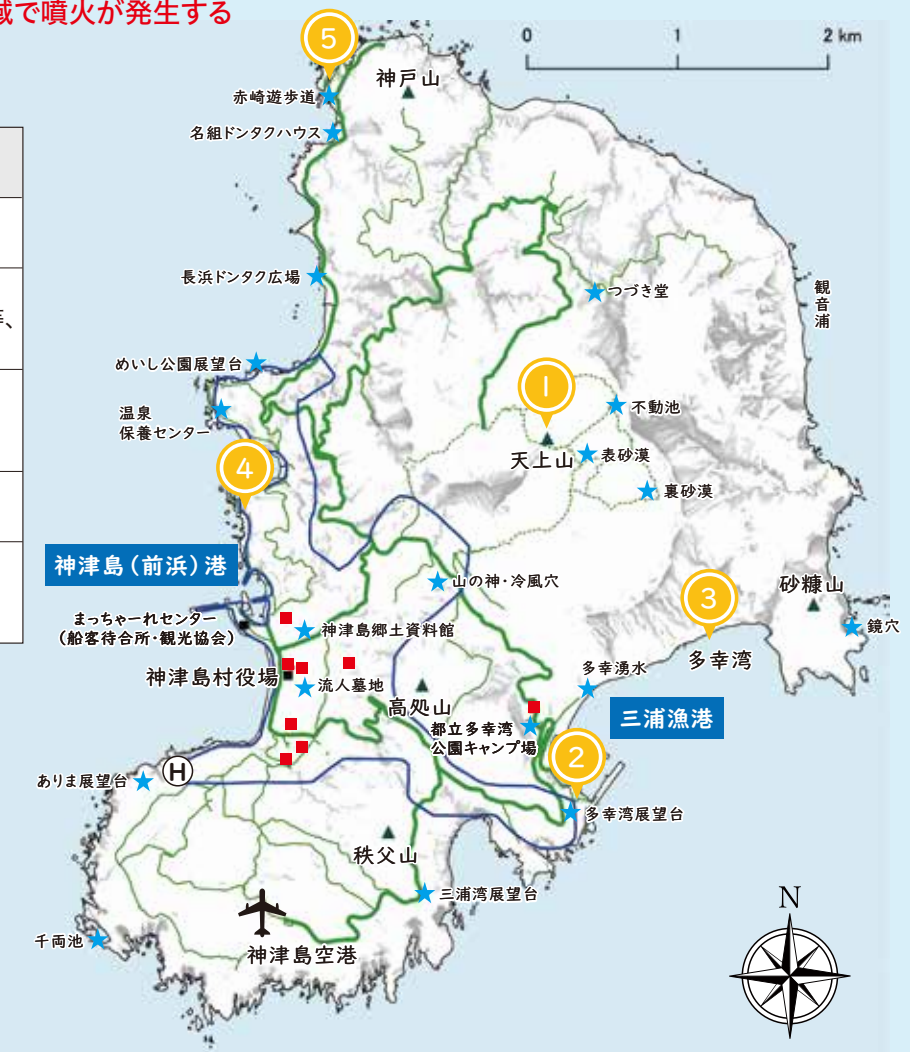 域で噴火が発生する
0 1 2 km
5
神戸山
赤崎遊歩道
名組ドンタクハウス
長浜ドンタク広場
つづき堂
観音浦
めいし公園展望台
1
温泉
保養センター
不動池
天上山
表砂漠
4
裏砂漠
神津島(前浜)港
山の神・冷風穴
砂糠山
3
まっちゃーれセンター
(船客待合所・観光協会)
神津島郷土資料館
鏡穴
多幸湾
多幸湧水
神津島村役場
流人墓地
高処山
三浦漁港
都立多幸湾
公園キャンプ場
2
H
ありま展望台
多幸湾展望台
秩父山
三浦湾展望台
N
千両池
神津島空港